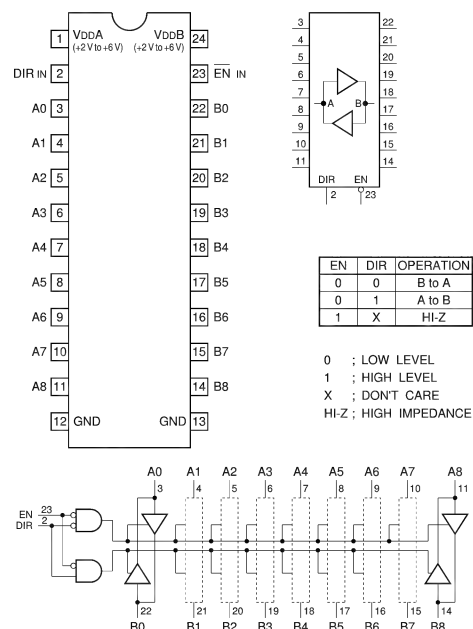 1 VDDA VDDB 24
(+2 V to +6 V) (+2 V to +6 V)
DIR IN 2 23 EN IN
A0 3 22 B0
A1 4 21 B1
A2 5 20 B2
A3 6 19 B3
A4 7 18 B4
A5 8 17 B5
A6 9 16 B6
A7 10 15 B7
A8 11 14 B8
12 GND GND 13
3 22
4 21
5 20
6 19
7 A B 18
8 17
9 16
10 15
11 14
DIR EN
2 23
EN DIR OPERATION
0 0 B to A
0 1 A to B
1 X HI-Z
0 ; LOW LEVEL
1 ; HIGH LEVEL
X ; DON'T CARE
HI-Z ; HIGH IMPEDANCE
A0 A1 A2 A3 A4 A5 A6 A7 A8
3 4 5 6 7 8 9 10 11
EN 23
DIR 2
22 21 20 19 18 17 16 15 14
B0 B1 B2 B3 B4 B5 B6 B7 B8